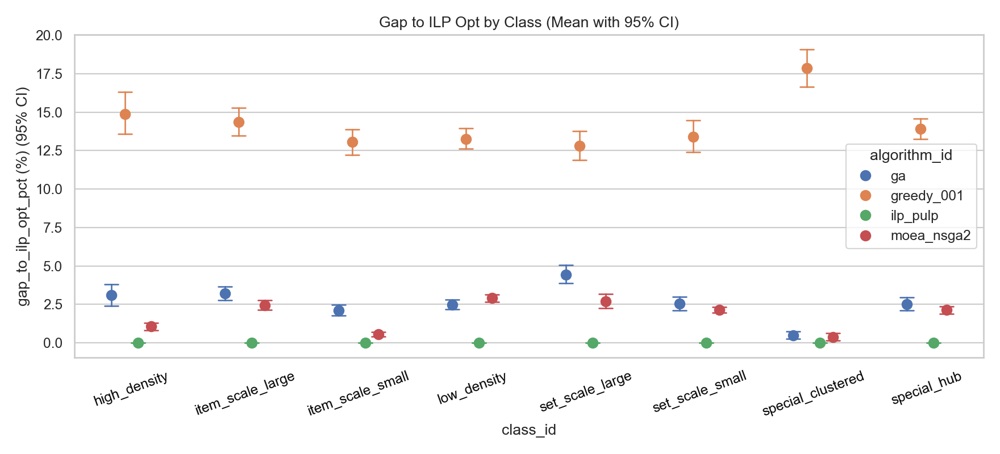 Gap to ILP Opt by Class (Mean with 95% CI)
gap_to_ilp_opt_pct (%) (95% CI)
20.0
17.5
15.0
12.5
10.0
7.5
5.0
2.5
0.0
algorithm_id
ga
greedy_001
ilp_pulp
moea_nsga2
high_density
item_scale_large
item_scale_small
low_density
set_scale_large
set_scale_small
special_clustered
special_hub
class_id